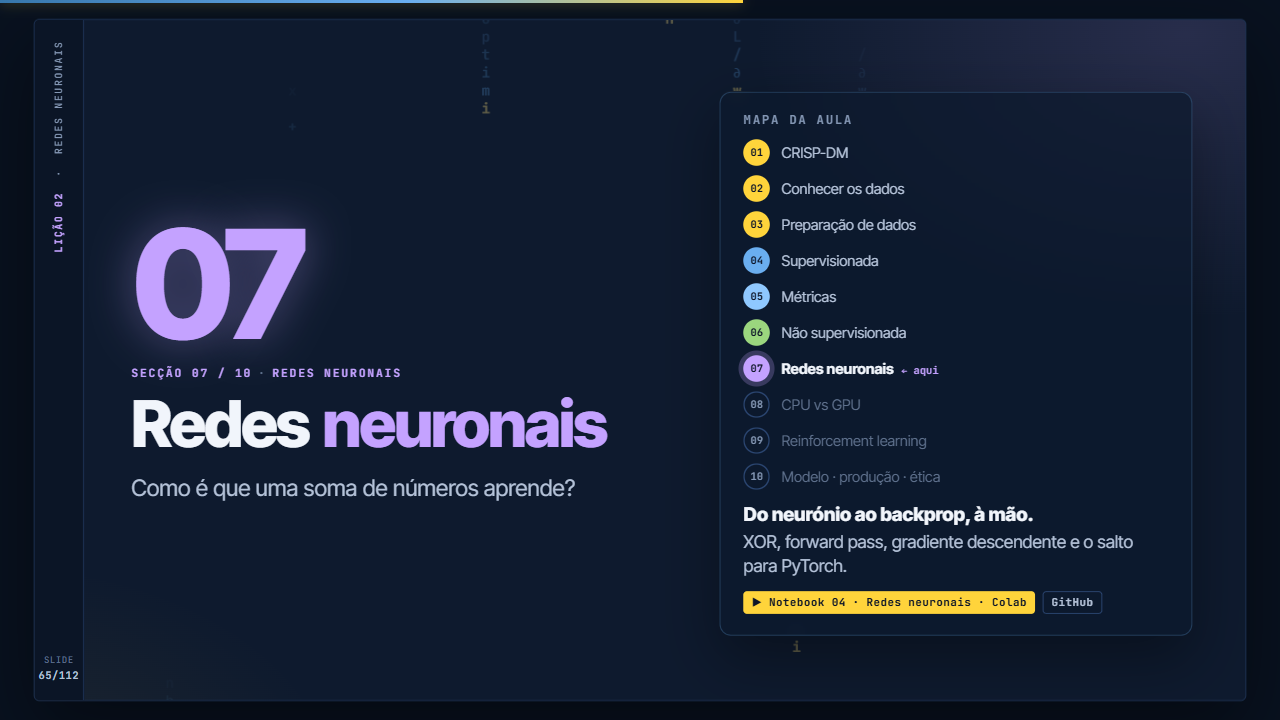 LIÇÃO 02 · REDES NEURONAIS
07
SECÇÃO 07 / 10 · REDES NEURONAIS
Redes neuronais
Como é que uma soma de números aprende?
MAPA DA AULA
01 CRISP-DM
02 Conhecer os dados
03 Preparação de dados
04 Supervisionada
05 Métricas
06 Não supervisionada
07 Redes neuronais ← aqui
08 CPU vs GPU
09 Reinforcement learning
10 Modelo · produção · ética
Do neurónio ao backprop, à mão.
XOR, forward pass, gradiente descendente e o salto
para PyTorch.
▶ Notebook 04 · Redes neuronais · Colab
GitHub
SLIDE
65/112